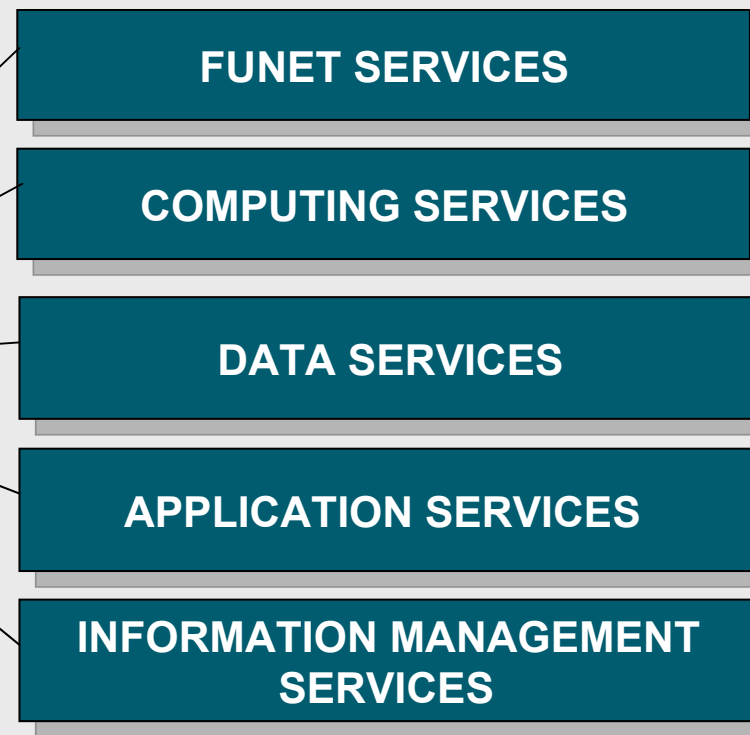 FUNET SERVICES
COMPUTING SERVICES
DATA SERVICES
APPLICATION SERVICES
INFORMATION MANAGEMENT
SERVICES